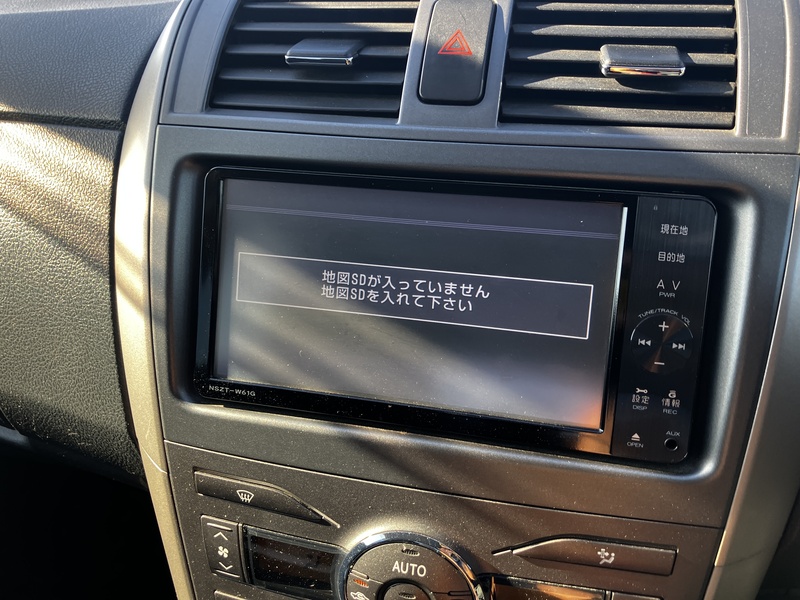 地図SDが入っていません
地図SDを入れて下さい
NSZT-W61G
現在地
目的地
AV
PWR
TUNE/TRACK VOL
設定
DSP
情報
REC
OPEN
AUX
AUTO